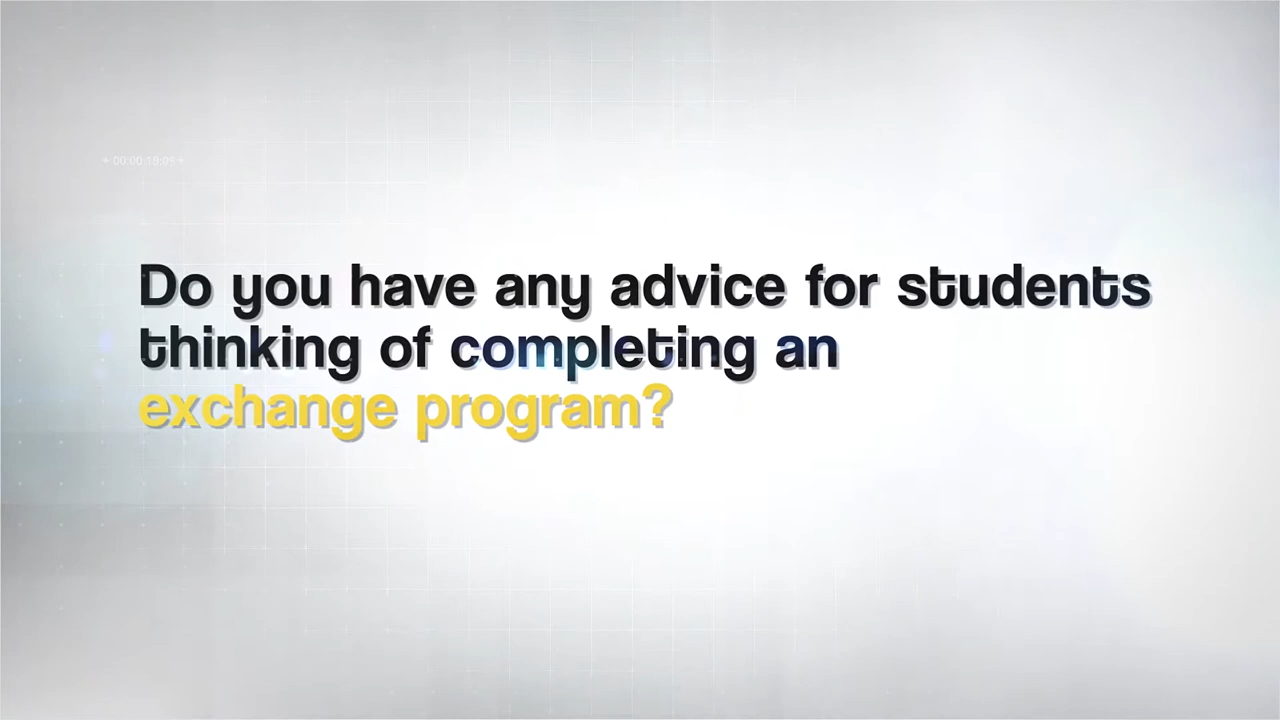 Do you have any advice for students
thinking of completing an
exchange program?